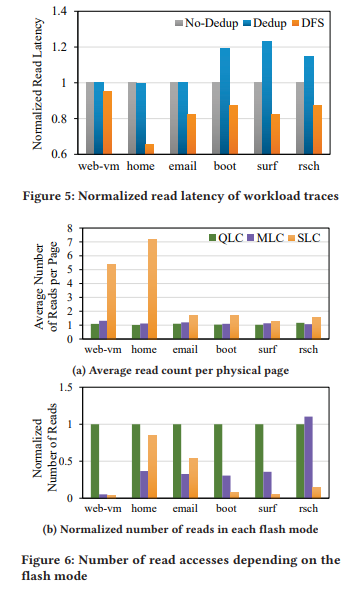 1.4
No-Dedup Dedup DFS
1.2
1
0.8
0.6
Normalized Read Latency
web-vm home email boot surf rsch
Figure 5: Normalized read latency of workload traces
8
QLC MLC SLC
7
6
5
4
3
2
1
0
Average Number
of Reads per Page
web-vm home email boot surf rsch
(a) Average read count per physical page
1.5
1
0.5
0
Normalized
Number of Reads
web-vm home email boot surf rsch
(b) Normalized number of reads in each flash mode
Figure 6: Number of read accesses depending on the
flash mode